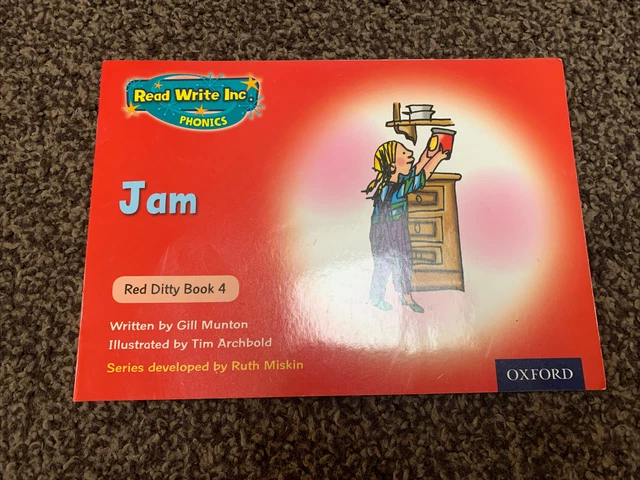 Read Write Inc.
PHONICS
Jam
Red Ditty Book 4
Written by Gill Munton
Illustrated by Tim Archbold
Series developed by Ruth Miskin
OXFORD